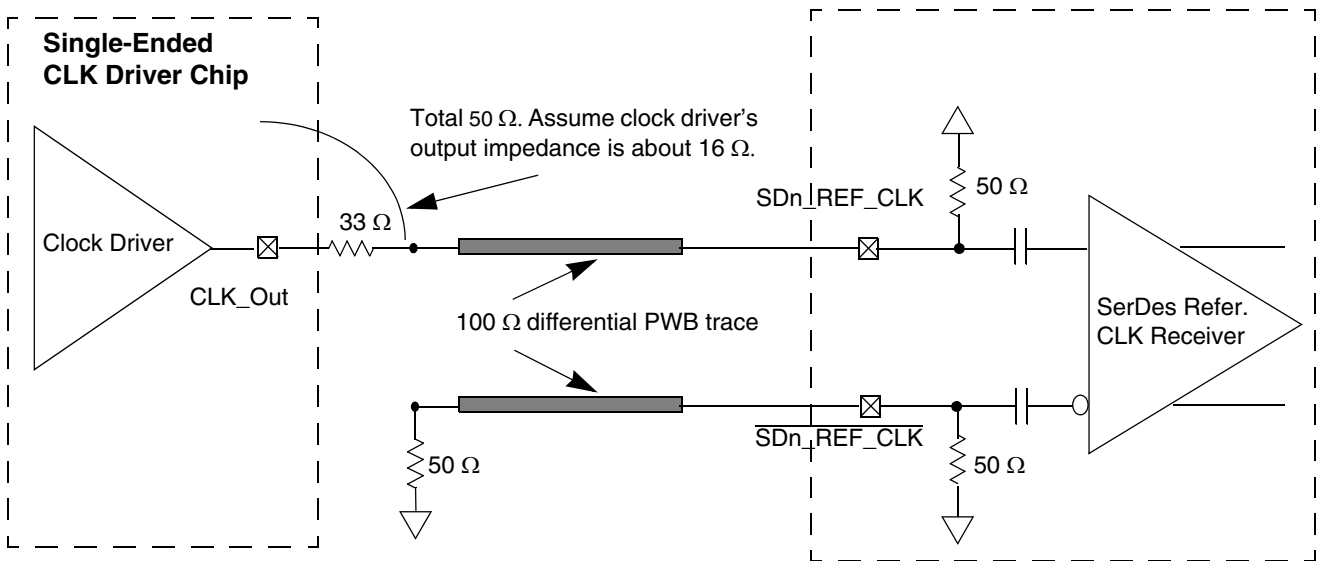 Single-Ended
CLK Driver Chip
Total 50 Ω. Assume clock driver's
output impedance is about 16 Ω.
50 Ω
SDn_REF_CLK
33 Ω
Clock Driver
CLK_Out
SerDes Refer.
CLK Receiver
100 Ω differential PWB trace
SDn_REF_CLK
50 Ω
50 Ω